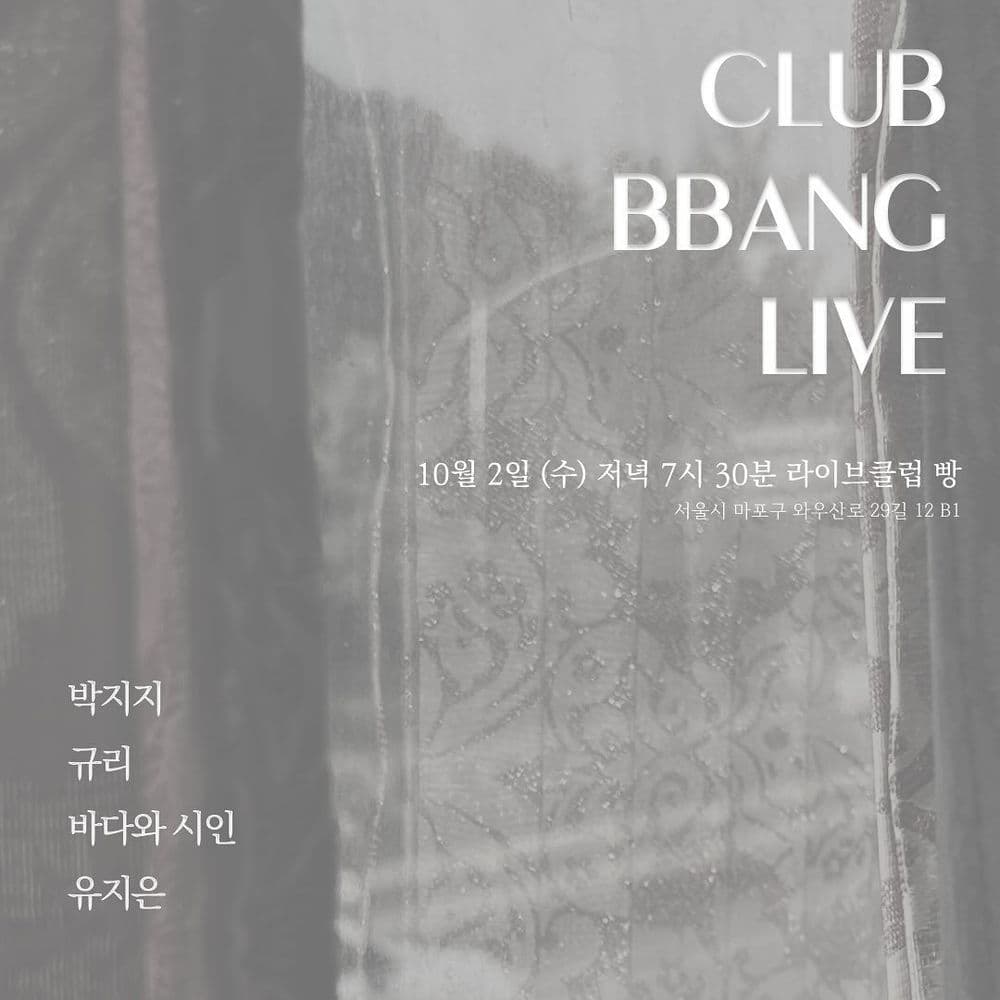 CLUB
BBANG
LIVE
10월 2일 (수) 저녁 7시 30분 라이브클럽 빵
서울시 마포구 와우산로 29길 12 B1
박지지
규리
바다와 시인
유지은